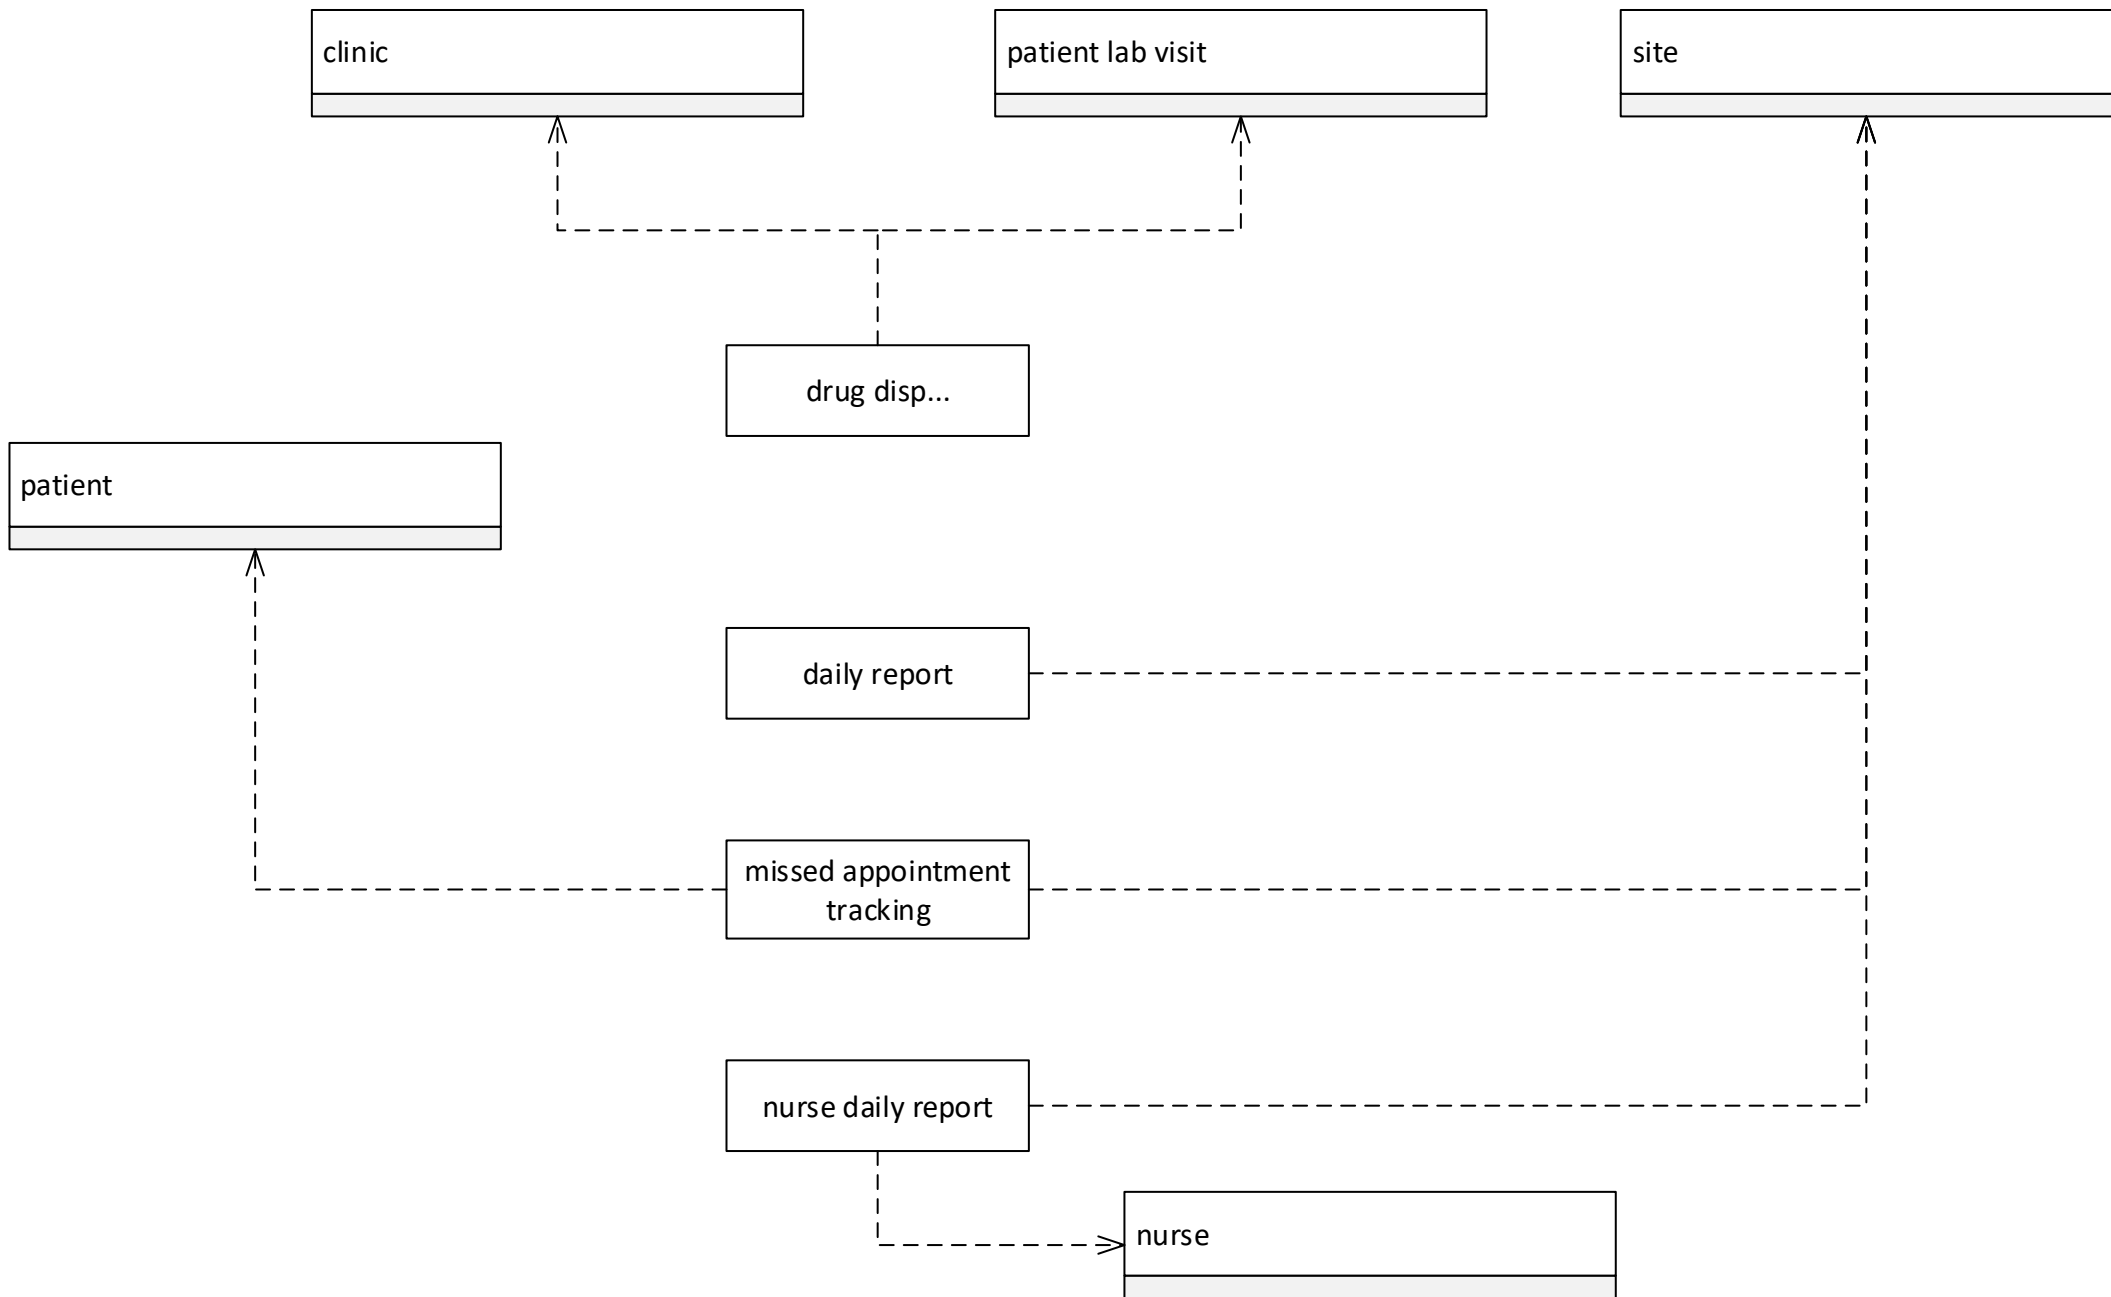 clinic
patient lab visit
site
drug disp...
patient
daily report
missed appointment
tracking
nurse daily report
nurse